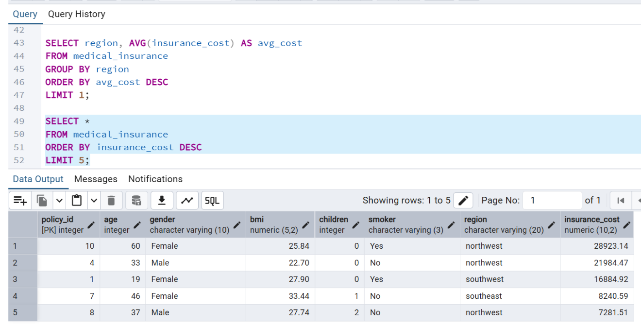 Query Query History
42
43 SELECT region, AVG(insurance_cost) AS avg_cost
44 FROM medical_insurance
45 GROUP BY region
46 ORDER BY avg_cost DESC
47 LIMIT 1;
48
49 SELECT *
50 FROM medical_insurance
51 ORDER BY insurance_cost DESC
52 LIMIT 5;
Data Output Messages Notifications
SQL Showing rows: 1 to 5 Page No: 1 of 1
policy_id age gender bmi children smoker region insurance_cost
[PK] integer integer character varying (10) numeric (5,2) integer character varying (3) character varying (20) numeric (10,2)
1 10 60 Female 25.84 0 Yes northwest 28923.14
2 4 33 Male 22.70 0 No northwest 21984.47
3 1 19 Female 27.90 0 Yes southwest 16884.92
4 7 46 Female 33.44 1 No southeast 8240.59
5 8 37 Male 27.74 2 No northwest 7281.51